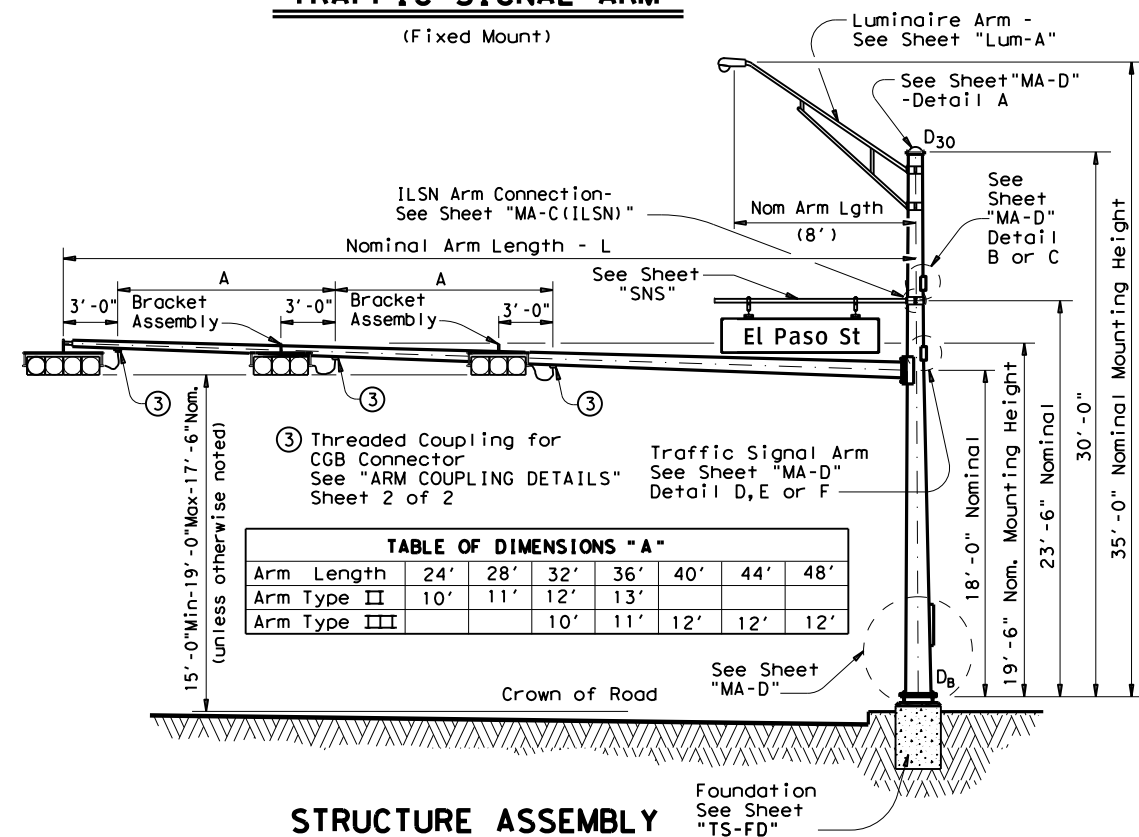 TRAFFIC SIGNAL ARM
(Fixed Mount)
Luminaire Arm -
See Sheet "Lum-A"
See Sheet"MA-D"
-Detail A
D30
ILSN Arm Connection-
See Sheet "MA-C(ILSN)"
Nom Arm Lgth
(8')
See
Sheet
"MA-D"
Detail
B or C
Nominal Arm Length - L
A
A
See Sheet
"SNS"
3'-0"
Bracket
Assembly
3'-0"
Bracket
Assembly
3'-0"
El Paso St
3
3
3
3 Threaded Coupling for
CGB Connector
See "ARM COUPLING DETAILS"
Sheet 2 of 2
Traffic Signal Arm
See Sheet "MA-D"
Detail D,E or F
15'-0"Min-19'-0"Max-17'-6"Nom.
(unless otherwise noted)
18'-0" Nominal
19'-6" Nom. Mounting Height
23'-6" Nominal
30'-0"
35'-0" Nominal Mounting Height
TABLE OF DIMENSIONS "A"
Arm Length 24' 28' 32' 36' 40' 44' 48'
Arm Type II 10' 11' 12' 13'
Arm Type III 10' 11' 12' 12' 12'
See Sheet
"MA-D"
DB
Crown of Road
STRUCTURE ASSEMBLY
Foundation
See Sheet
"TS-FD"